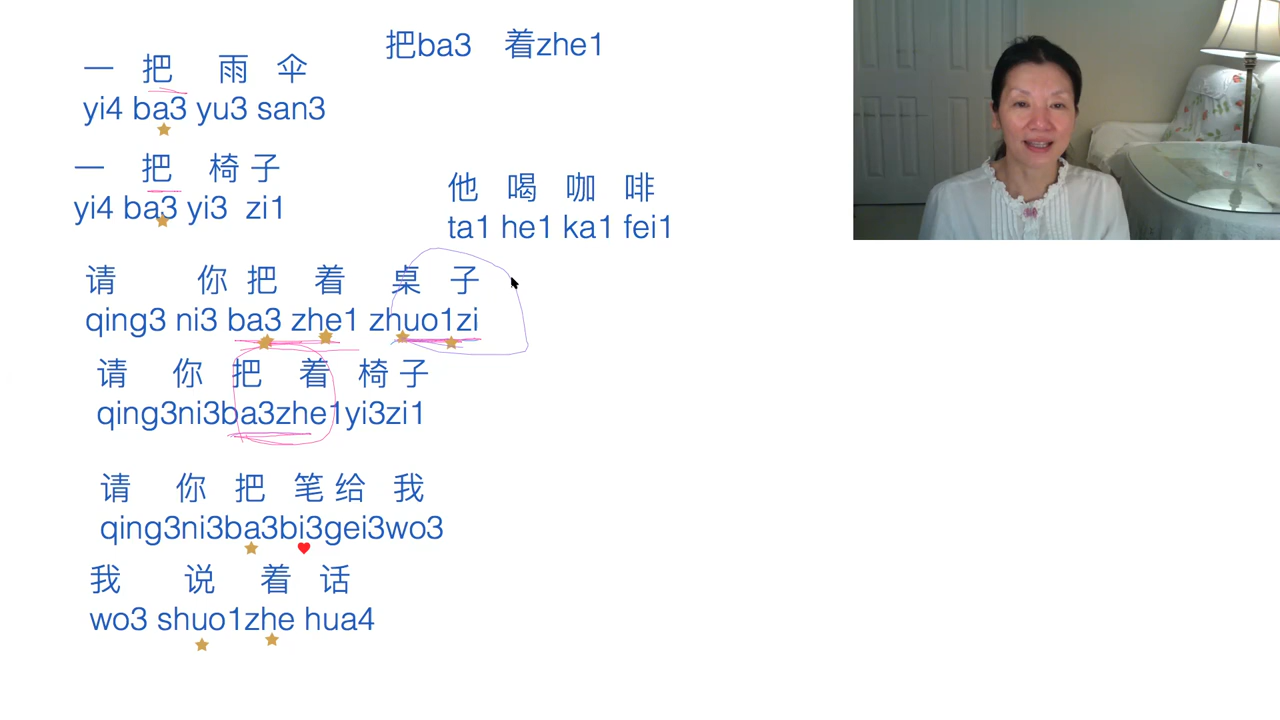 把ba3 着zhe1
一 把 雨 伞
yi4 ba3 yu3 san3
一 把 椅 子
yi4 ba3 yi3 zi1
他 喝 咖 啡
ta1 he1 ka1 fei1
请 你 把 着 桌 子
qing3 ni3 ba3 zhe1 zhuo1zi
请 你 把 着 椅 子
qing3ni3ba3zhe1yi3zi1
请 你 把 笔 给 我
qing3ni3ba3bi3gei3wo3
我 说 着 话
wo3 shuo1zhe hua4